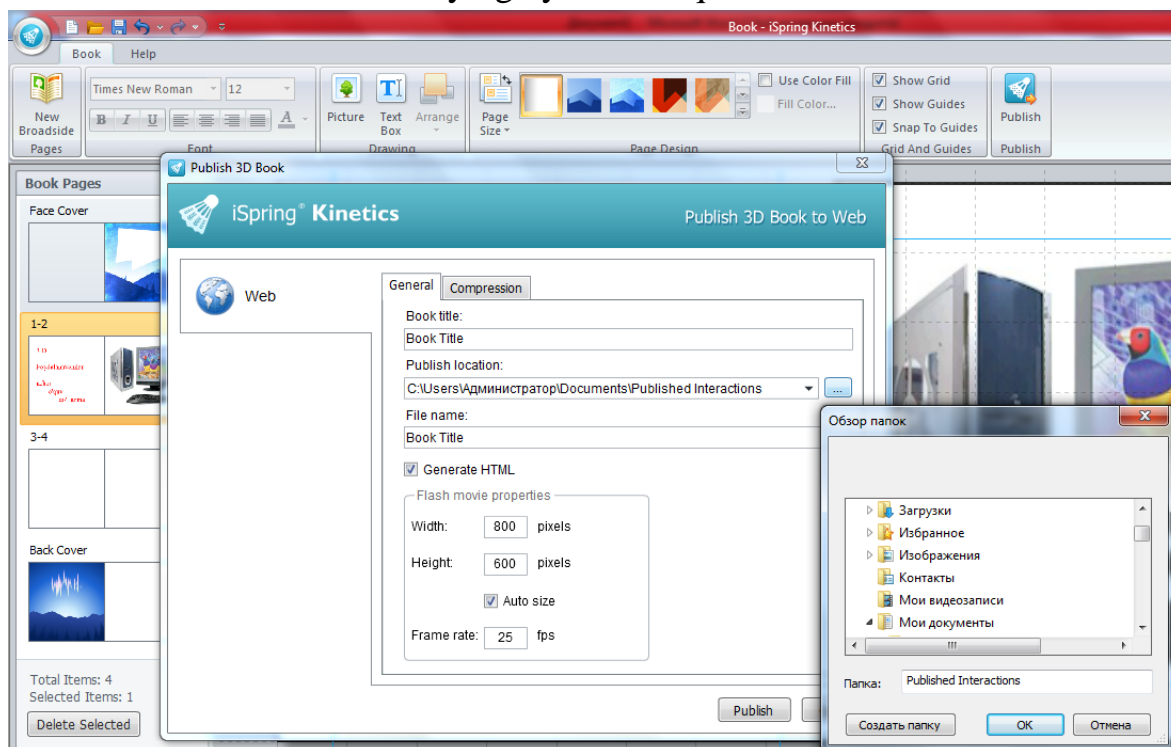 Book - iSpring Kinetics
Book Help
New Broadside
Pages
Times New Roman 12
B I U A
Font
Picture
Text Box
Arrange
Drawing
Page Size
Use Color Fill
Fill Color...
Page Design
Show Grid
Show Guides
Snap To Guides
Grid And Guides
Publish
Publish
Book Pages
Face Cover
1-2
3-4
Back Cover
Total Items: 4
Selected Items: 1
Delete Selected
Publish 3D Book
iSpring® Kinetics
Publish 3D Book to Web
Web
General Compression
Book title:
Book Title
Publish location:
C:\Users\Администратор\Documents\Published Interactions ...
File name:
Book Title
Generate HTML
Flash movie properties
Width: 800 pixels
Height: 600 pixels
Auto size
Frame rate: 25 fps
Publish
Обзор папок
Загрузки
Избранное
Изображения
Контакты
Мои видеозаписи
Мои документы
Папка: Published Interactions
Создать папку ОК Отмена